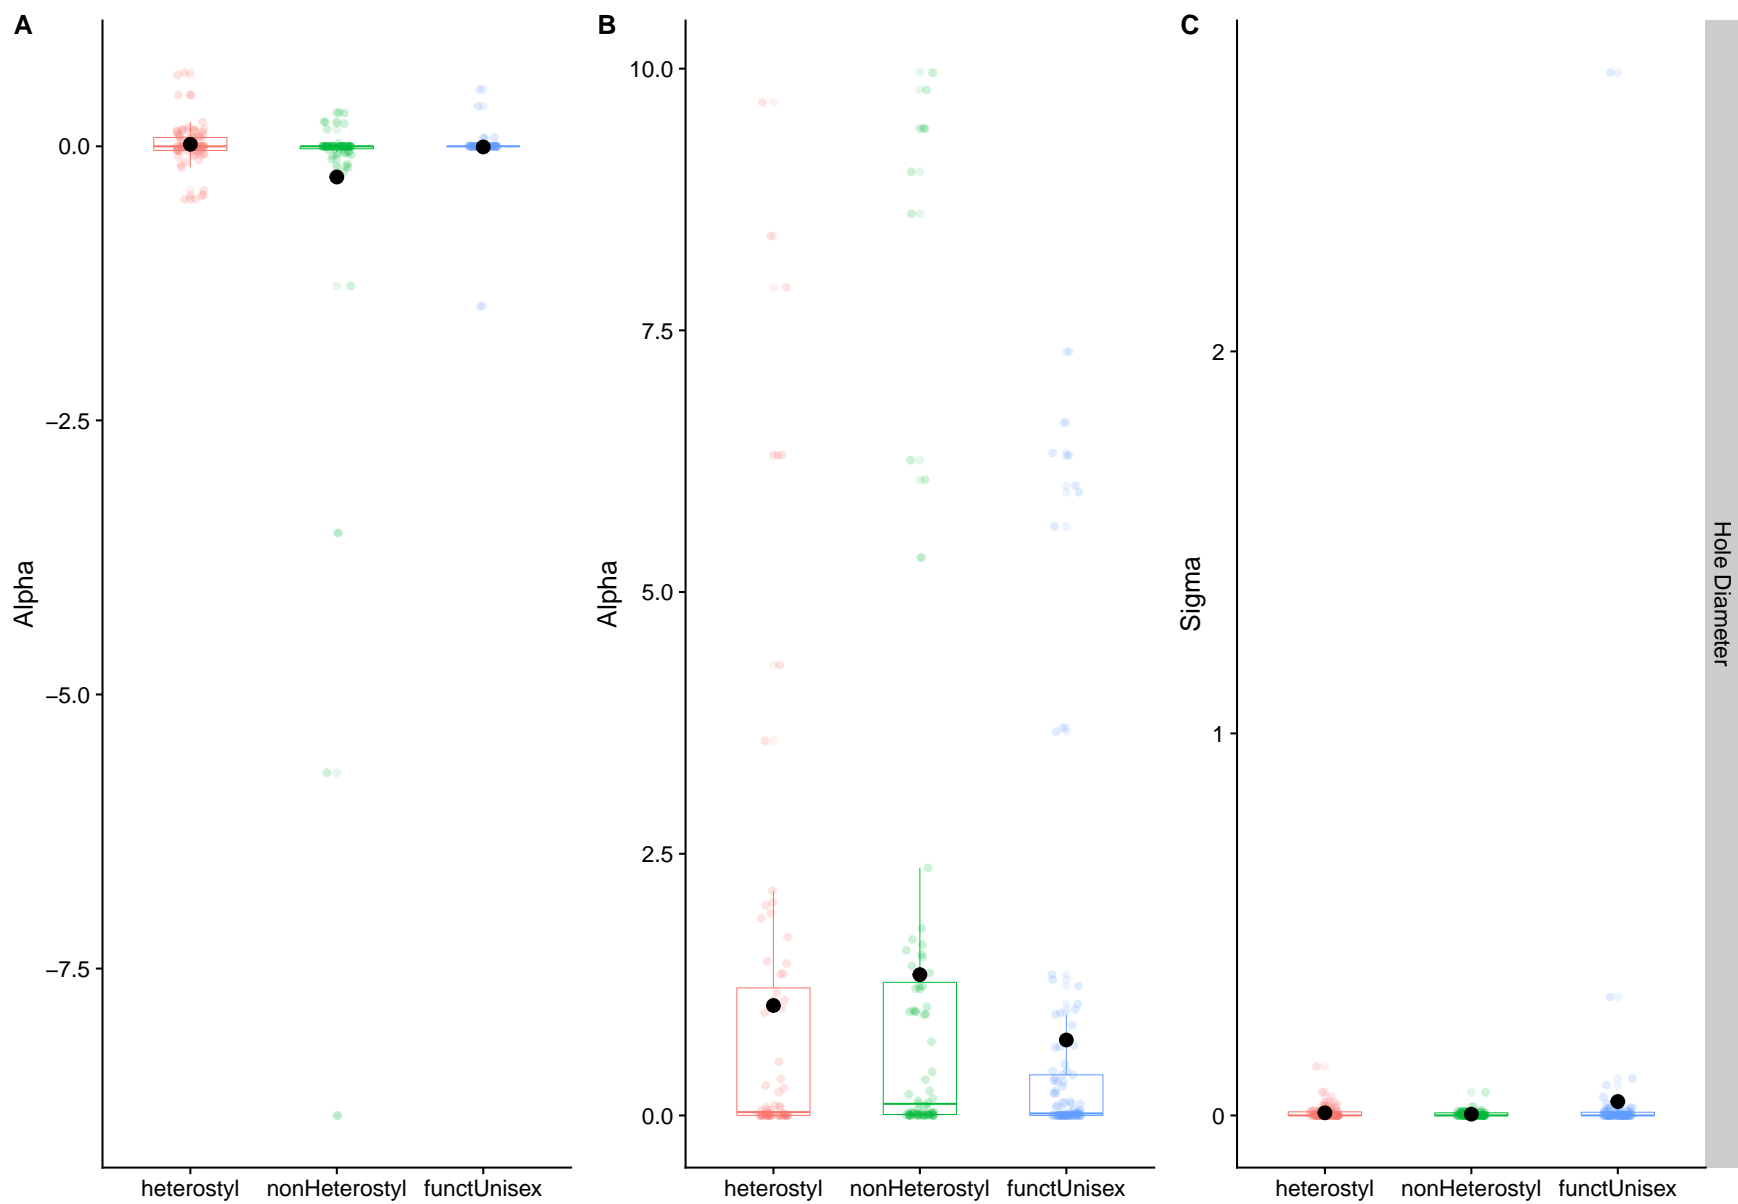 A
B
C
Alpha
0.0
−2.5
−5.0
−7.5
heterostyl nonHeterostyl functUnisex
Alpha
10.0
7.5
5.0
2.5
0.0
heterostyl nonHeterostyl functUnisex
Sigma
2
1
0
heterostyl nonHeterostyl functUnisex
Hole Diameter